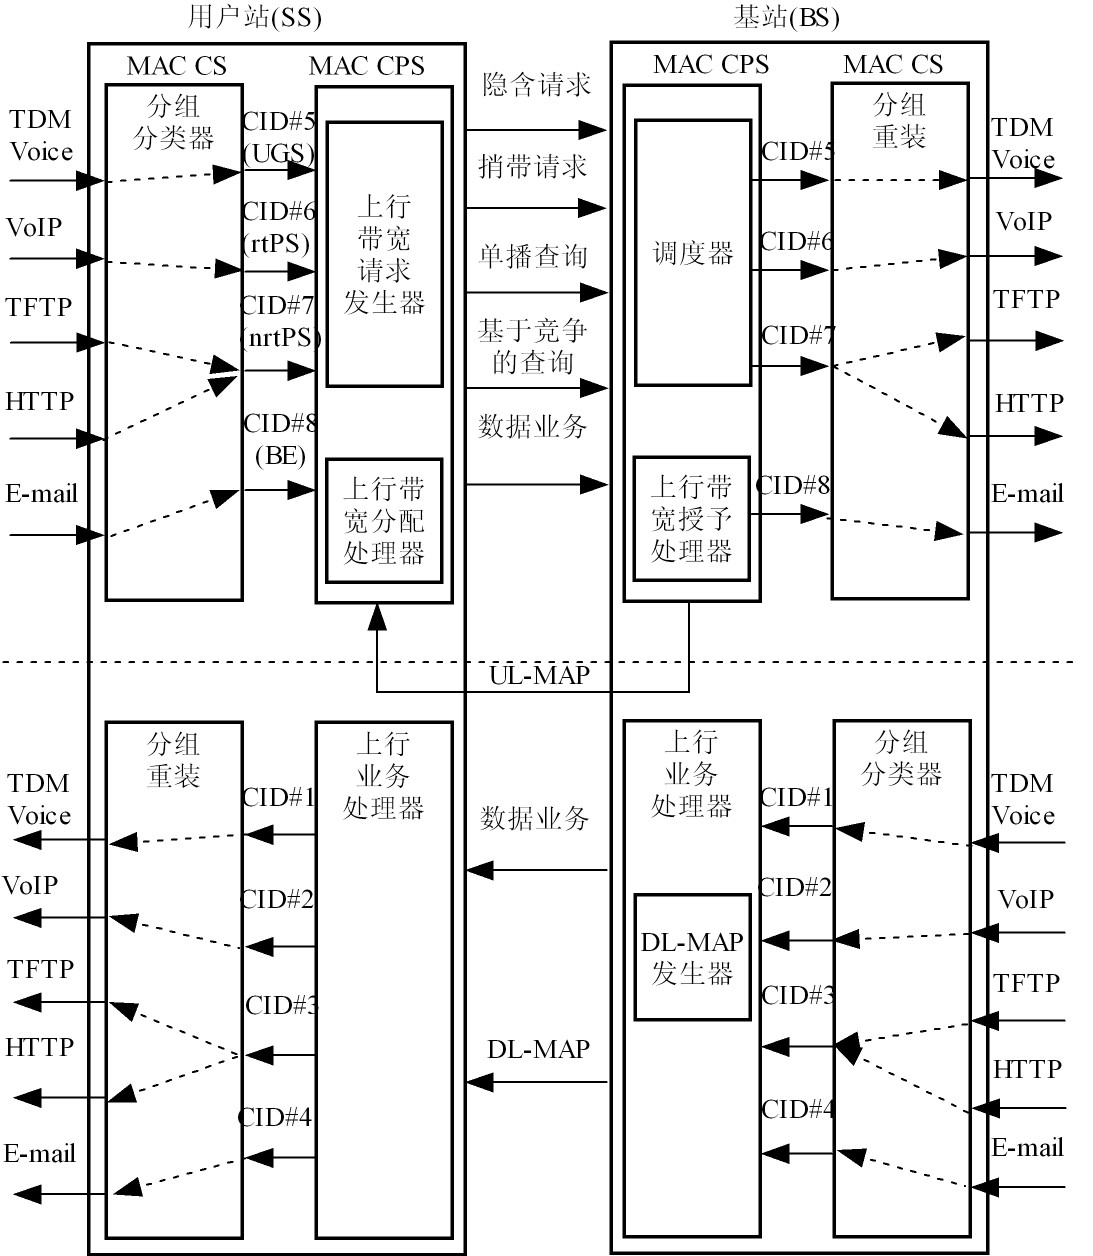 用户站(SS)
基站(BS)
MAC CS
MAC CPS
MAC CPS
MAC CS
分组
分类器
TDM
Voice
VoIP
TFTP
HTTP
E-mail
CID#5
(UGS)
CID#6
(rtPS)
CID#7
(nrtPS)
CID#8
(BE)
上行
带宽
请求
发生器
上行带
宽分配
处理器
隐含请求
捎带请求
单播查询
基于竞争
的查询
数据业务
调度器
上行带
宽授予
处理器
CID#5
CID#6
CID#7
CID#8
分组
重装
TDM
Voice
VoIP
TFTP
HTTP
E-mail
UL-MAP
分组
重装
TDM
Voice
VoIP
TFTP
HTTP
E-mail
CID#1
CID#2
CID#3
CID#4
上行
业务
处理器
数据业务
DL-MAP
上行
业务
处理器
DL-MAP
发生器
CID#1
CID#2
CID#3
CID#4
分组
分类器
TDM
Voice
VoIP
TFTP
HTTP
E-mail